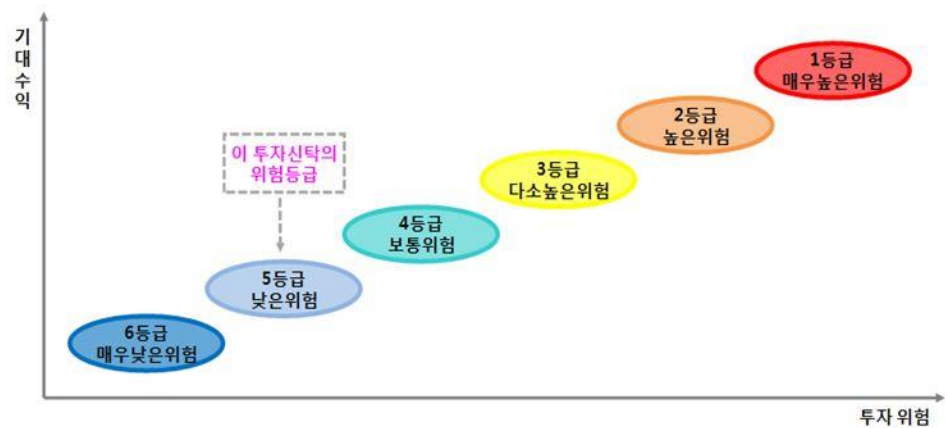 기
대
수
익
1등급
매우높은위험
2등급
높은위험
이 투자신탁의
위험등급
3등급
다소높은위험
4등급
보통위험
5등급
낮은위험
6등급
매우낮은위험
투자 위험